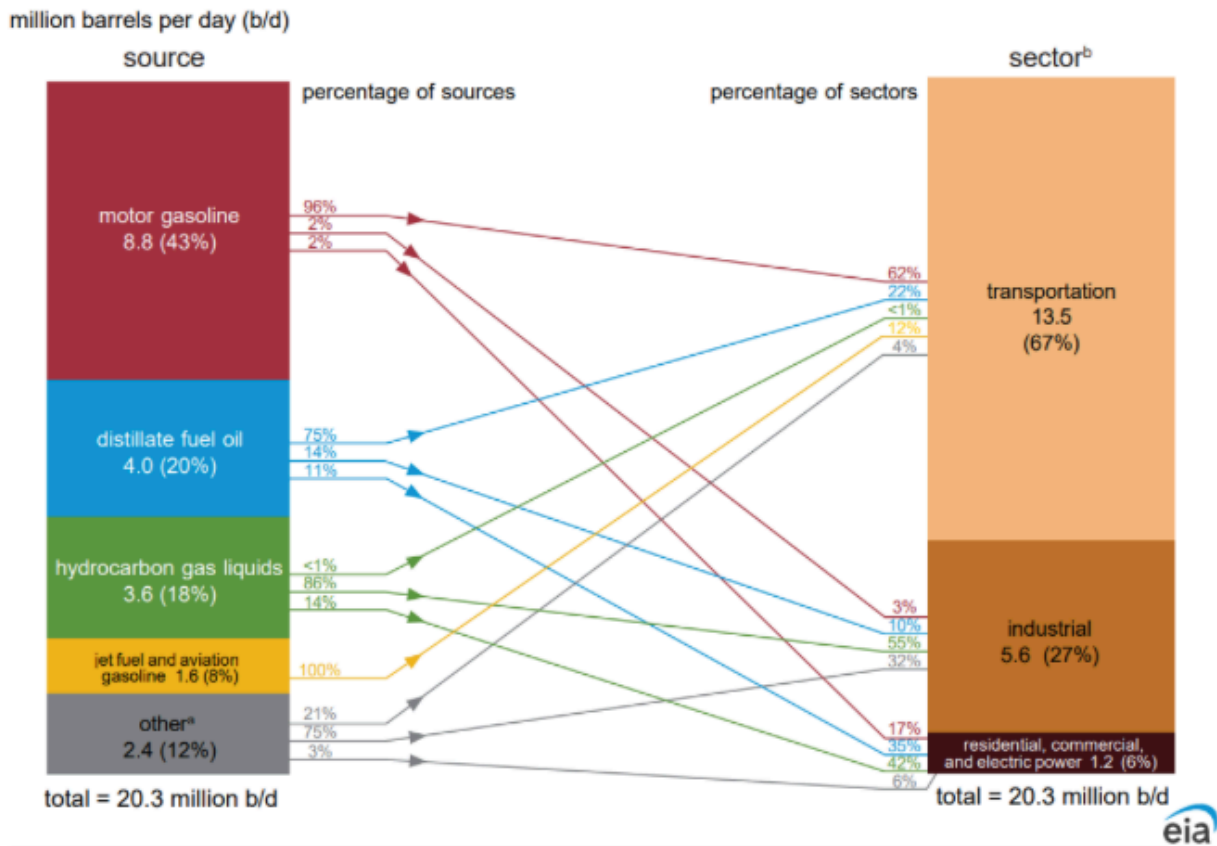 million barrels per day (b/d)
source
sectorᵇ
percentage of sources
percentage of sectors
motor gasoline
8.8 (43%)
96%
2%
2%
distillate fuel oil
4.0 (20%)
75%
14%
11%
hydrocarbon gas liquids
3.6 (18%)
<1%
86%
14%
jet fuel and aviation
gasoline 1.6 (8%)
100%
otherᵃ
2.4 (12%)
21%
75%
3%
total = 20.3 million b/d
62%
22%
<1%
12%
4%
transportation
13.5
(67%)
3%
10%
55%
32%
industrial
5.6 (27%)
17%
35%
42%
6%
residential, commercial,
and electric power 1.2 (6%)
total = 20.3 million b/d
eia